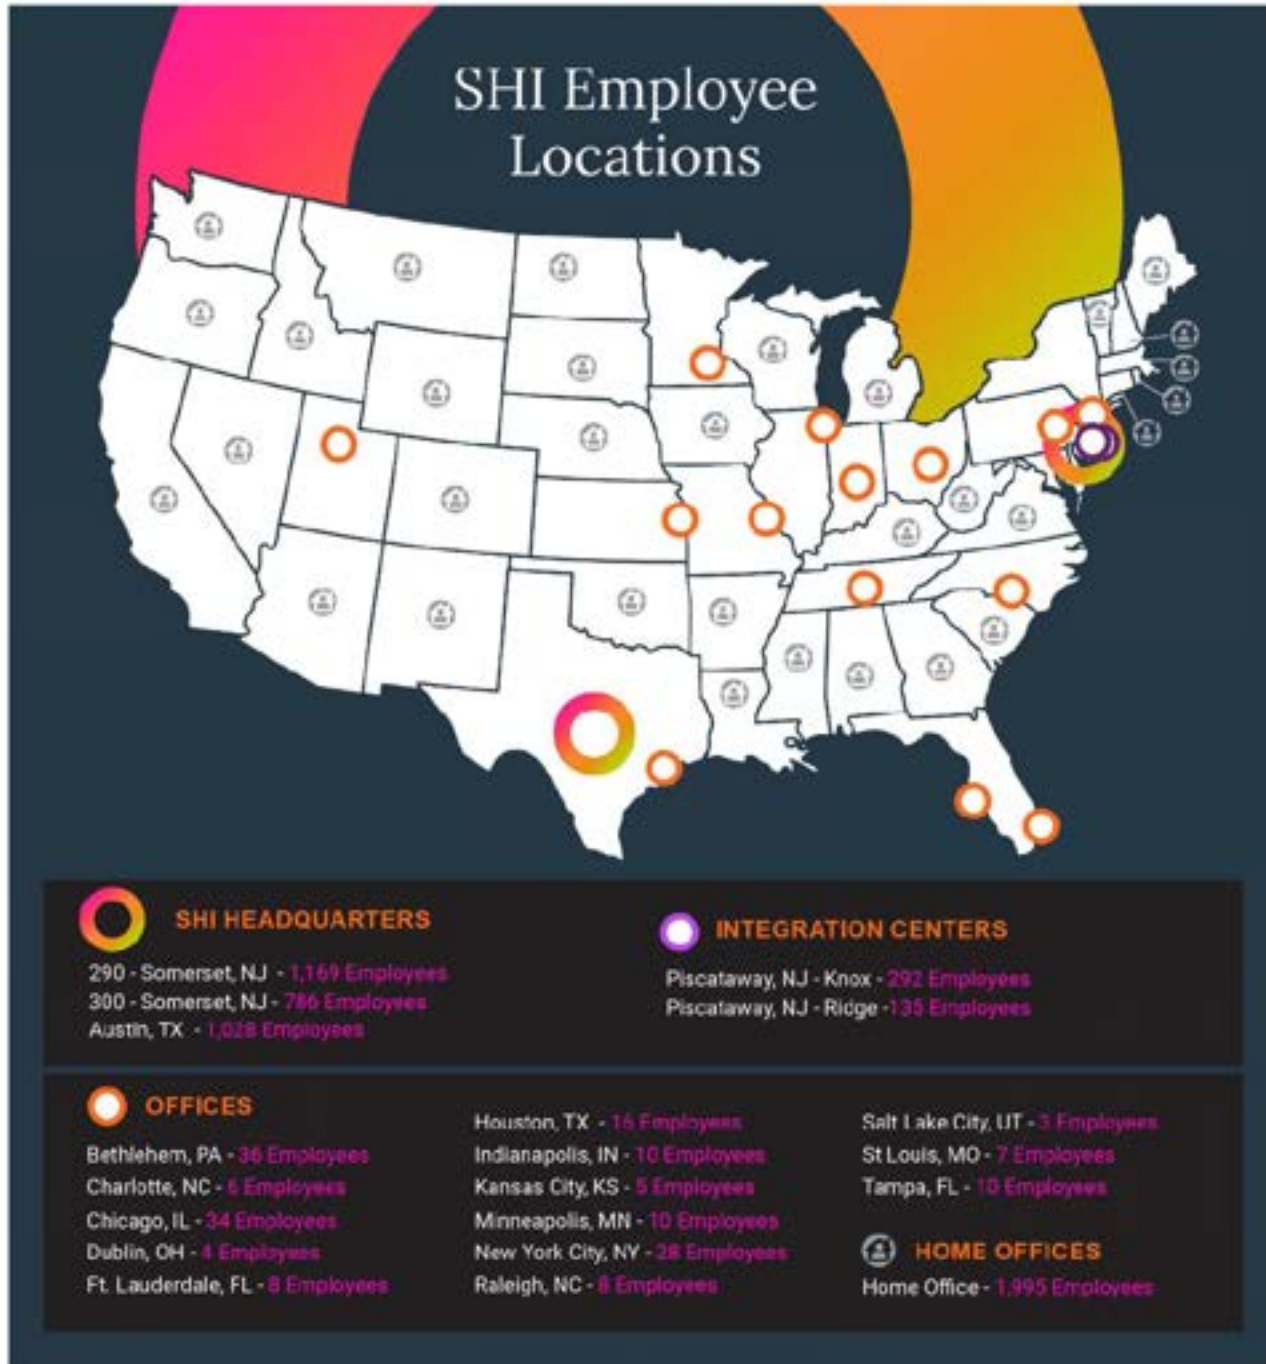 SHI Employee
Locations
SHI HEADQUARTERS
290 - Somerset, NJ - 1,169 Employees
300 - Somerset, NJ - 786 Employees
Austin, TX - 1,028 Employees
INTEGRATION CENTERS
Piscataway, NJ - Knox - 292 Employees
Piscataway, NJ - Ridge -135 Employees
OFFICES
Bethlehem, PA - 36 Employees
Charlotte, NC - 6 Employees
Chicago, IL - 34 Employees
Dublin, OH - 4 Employees
Ft. Lauderdale, FL - 8 Employees
Houston, TX - 16 Employees
Indianapolis, IN - 10 Employees
Kansas City, KS - 5 Employees
Minneapolis, MN - 10 Employees
New York City, NY - 28 Employees
Raleigh, NC - 8 Employees
Salt Lake City, UT - 3 Employees
St Louis, MO - 7 Employees
Tampa, FL - 10 Employees
HOME OFFICES
Home Office - 1,995 Employees